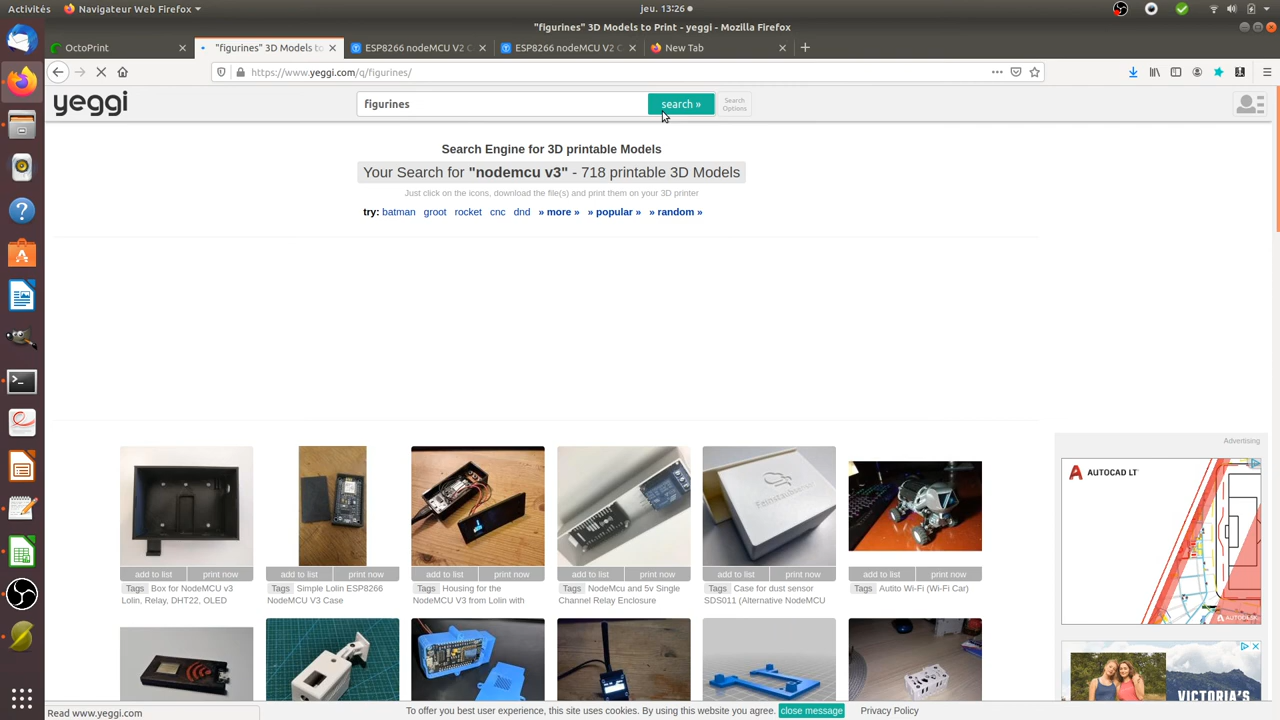 Activités
Navigateur Web Firefox
jeu. 13:26
"figurines" 3D Models to Print - yeggi - Mozilla Firefox
OctoPrint
"figurines" 3D Models to
ESP8266 nodeMCU V2 C
ESP8266 nodeMCU V2 C
New Tab
https://www.yeggi.com/q/figurines/
yeggi
figurines
search »
Search
Options
Search Engine for 3D printable Models
Your Search for "nodemcu v3" - 718 printable 3D Models
Just click on the icons, download the file(s) and print them on your 3D printer
try: batman groot rocket cnc dnd » more » » popular » » random »
Advertising
AUTOCAD LT
Feinstaubsensor
add to list print now
add to list print now
add to list print now
add to list print now
add to list print now
add to list print now
Tags Box for NodeMCU v3
Lolin, Relay, DHT22, OLED
Tags Simple Lolin ESP8266
NodeMCU V3 Case
Tags Housing for the
NodeMCU V3 from Lolin with
Tags NodeMcu and 5v Single
Channel Relay Enclosure
Tags Case for dust sensor
SDS011 (Alternative NodeMCU
Tags Autito Wi-Fi (Wi-Fi Car)
AUTODESK
VICTORIA'S
Read www.yeggi.com
To offer you best user experience, this site uses cookies. By using this website you agree. close message Privacy Policy